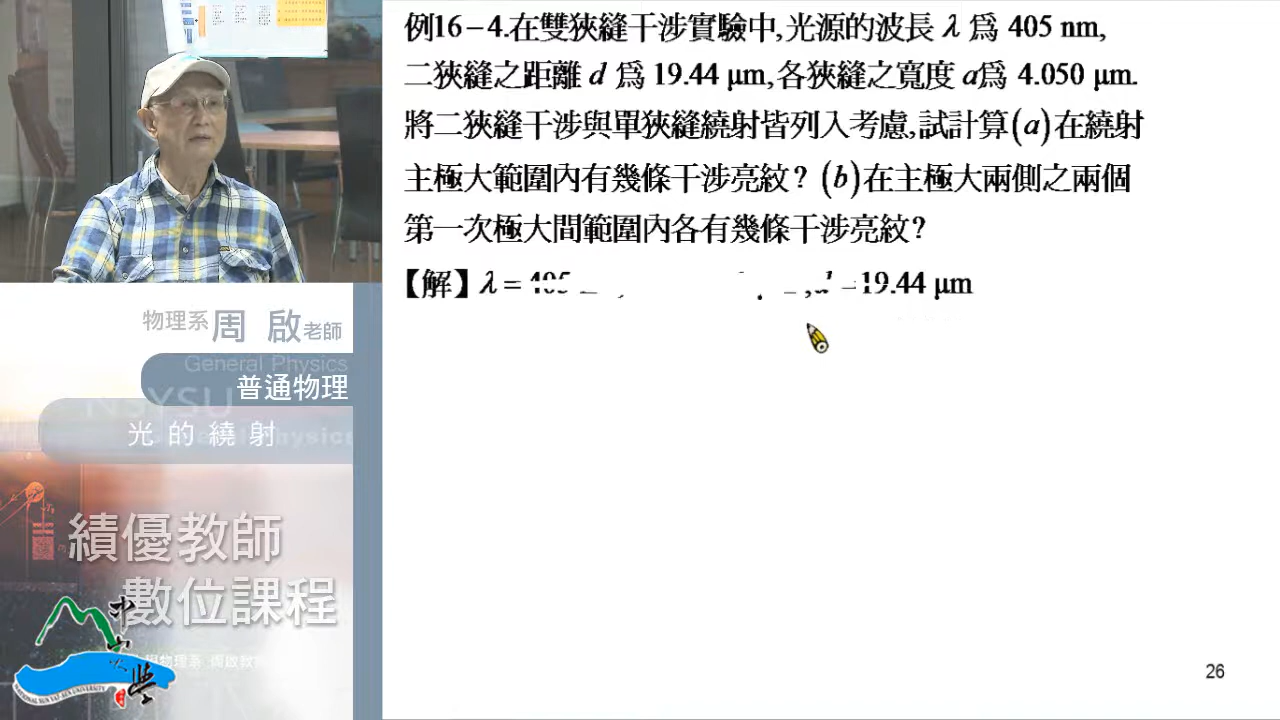 例16–4.在雙狹縫干涉實驗中,光源的波長 λ 爲 405 nm,
二狹縫之距離 d 爲 19.44 μm,各狹縫之寬度 a爲 4.050 μm.
將二狹縫干涉與單狹縫繞射皆列入考慮,試計算(a)在繞射
主極大範圍內有幾條干涉亮紋? (b)在主極大兩側之兩個
第一次極大間範圍內各有幾條干涉亮紋?
【解】λ = 405 , d 19.44 μm
物理系 周 啟 老師
General Physics
普通物理
NSYSU
光 的 繞 射
績優教師
數位課程
26